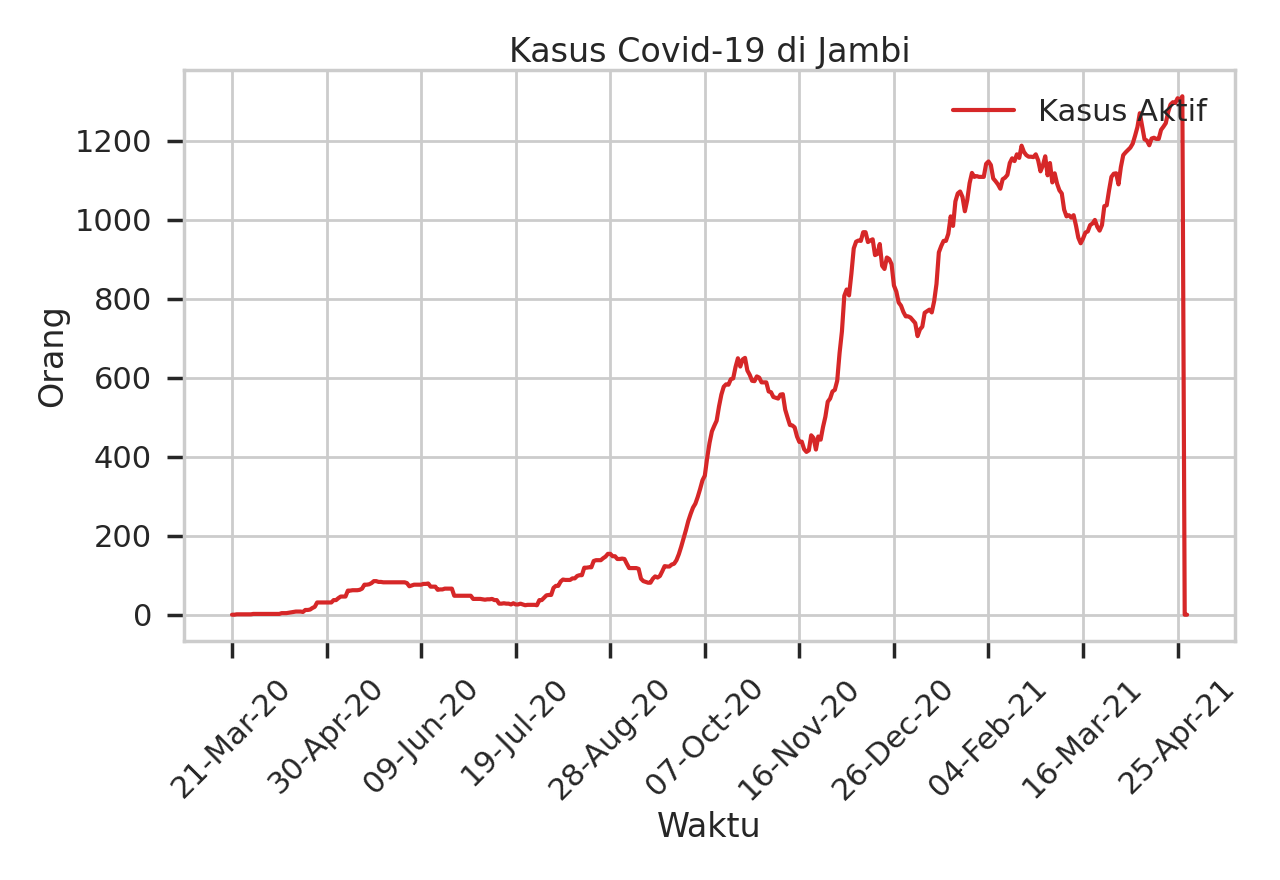 Kasus Covid-19 di Jambi
Kasus Aktif
1200
1000
800
600
400
200
0
Orang
21-Mar-20
30-Apr-20
09-Jun-20
19-Jul-20
28-Aug-20
07-Oct-20
16-Nov-20
26-Dec-20
04-Feb-21
16-Mar-21
25-Apr-21
Waktu